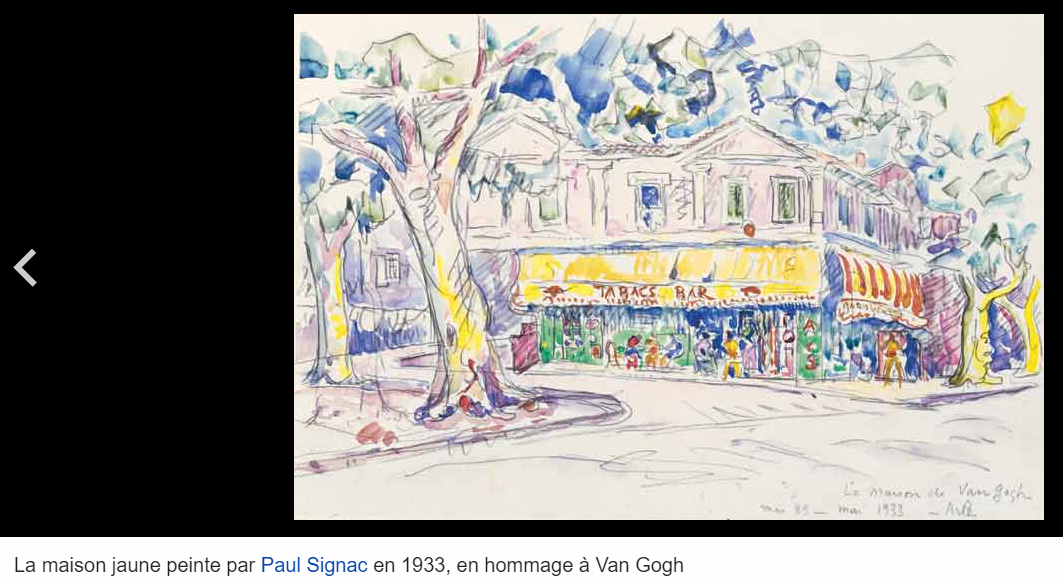 TABACS BAR
La Maison de Van Gogh
mai 1933 – Arles
La maison jaune peinte par Paul Signac en 1933, en hommage à Van Gogh